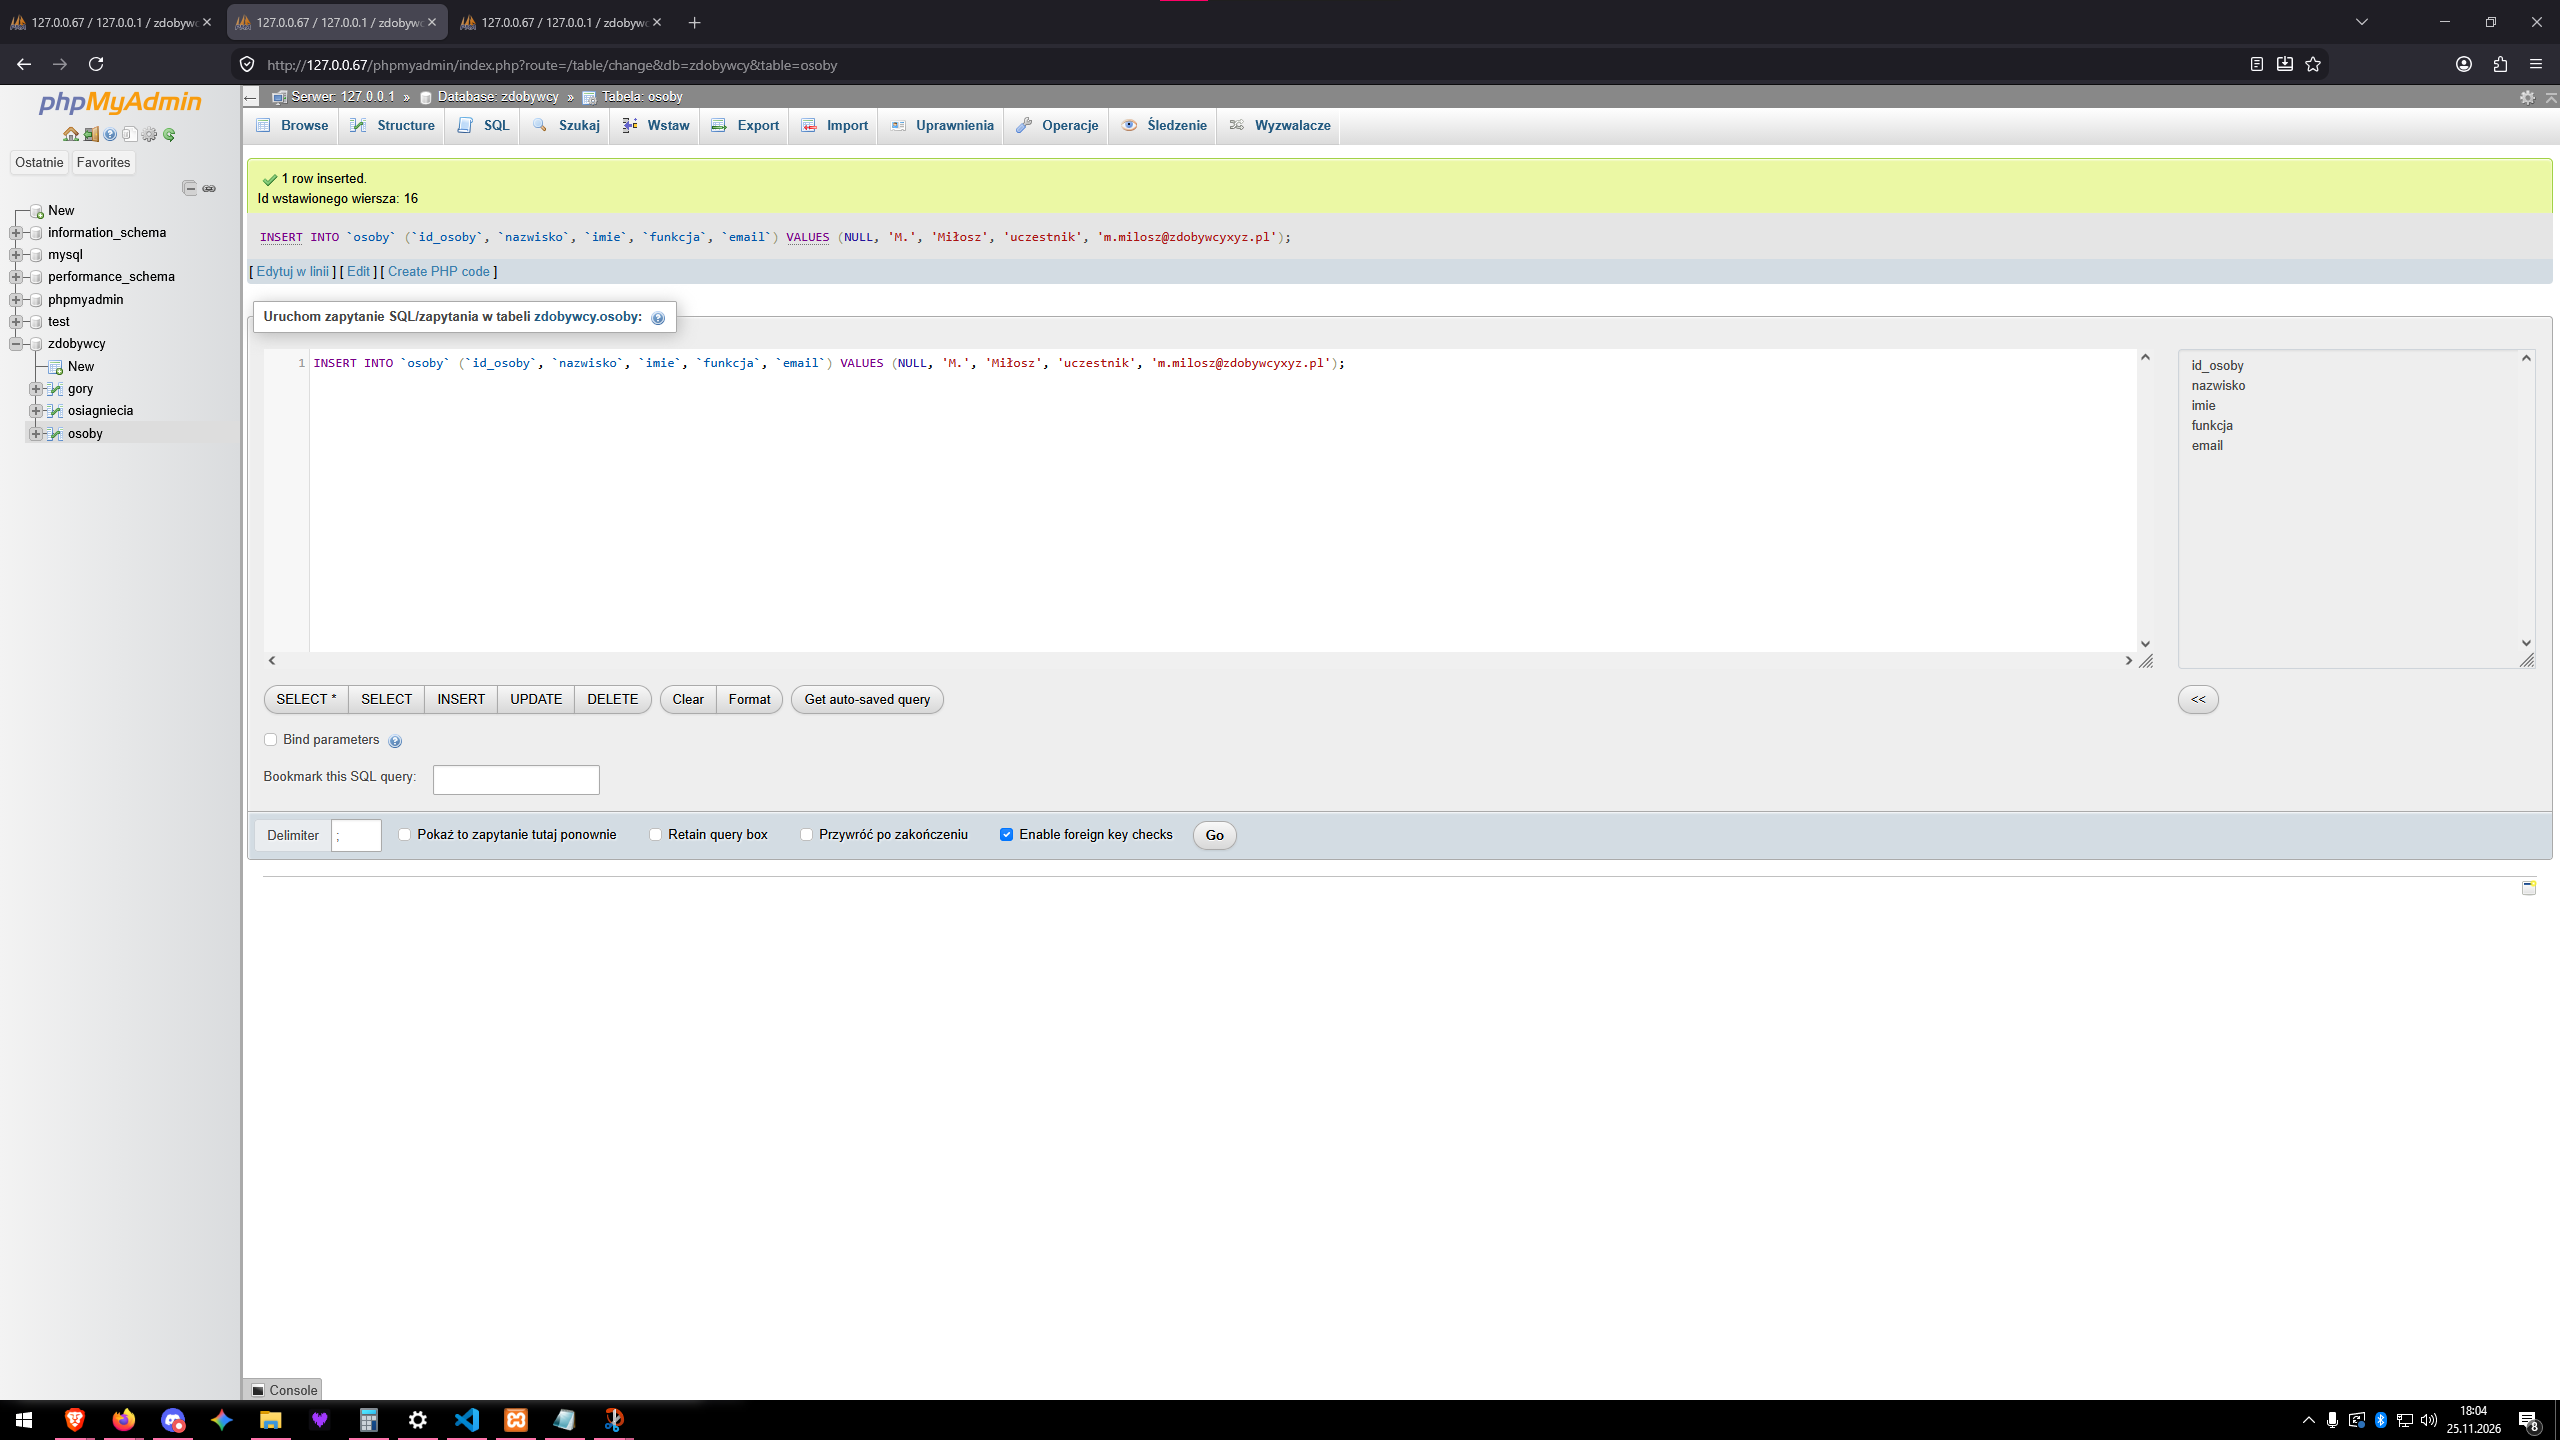 127.0.0.67 / 127.0.0.1 / zdobyw
127.0.0.67 / 127.0.0.1 / zdobyw
127.0.0.67 / 127.0.0.1 / zdobyw
http://127.0.0.67/phpmyadmin/index.php?route=/table/change&db=zdobywcy&table=osoby
phpMyAdmin
Ostatnie Favorites
New
information_schema
mysql
performance_schema
phpmyadmin
test
zdobywcy
New
gory
osiagniecia
osoby
Serwer: 127.0.0.1 » Database: zdobywcy » Tabela: osoby
Browse Structure SQL Szukaj Wstaw Export Import Uprawnienia Operacje Śledzenie Wyzwalacze
1 row inserted.
Id wstawionego wiersza: 16
INSERT INTO `osoby` (`id_osoby`, `nazwisko`, `imie`, `funkcja`, `email`) VALUES (NULL, 'M.', 'Miłosz', 'uczestnik', 'm.milosz@zdobywcyxyz.pl');
[ Edytuj w linii ] [ Edit ] [ Create PHP code ]
Uruchom zapytanie SQL/zapytania w tabeli zdobywcy.osoby:
1 INSERT INTO `osoby` (`id_osoby`, `nazwisko`, `imie`, `funkcja`, `email`) VALUES (NULL, 'M.', 'Miłosz', 'uczestnik', 'm.milosz@zdobywcyxyz.pl');
id_osoby
nazwisko
imie
funkcja
email
SELECT * SELECT INSERT UPDATE DELETE Clear Format Get auto-saved query <<
Bind parameters
Bookmark this SQL query:
Delimiter ; Pokaż to zapytanie tutaj ponownie Retain query box Przywróć po zakończeniu Enable foreign key checks Go
Console
18:04
25.11.2026
8